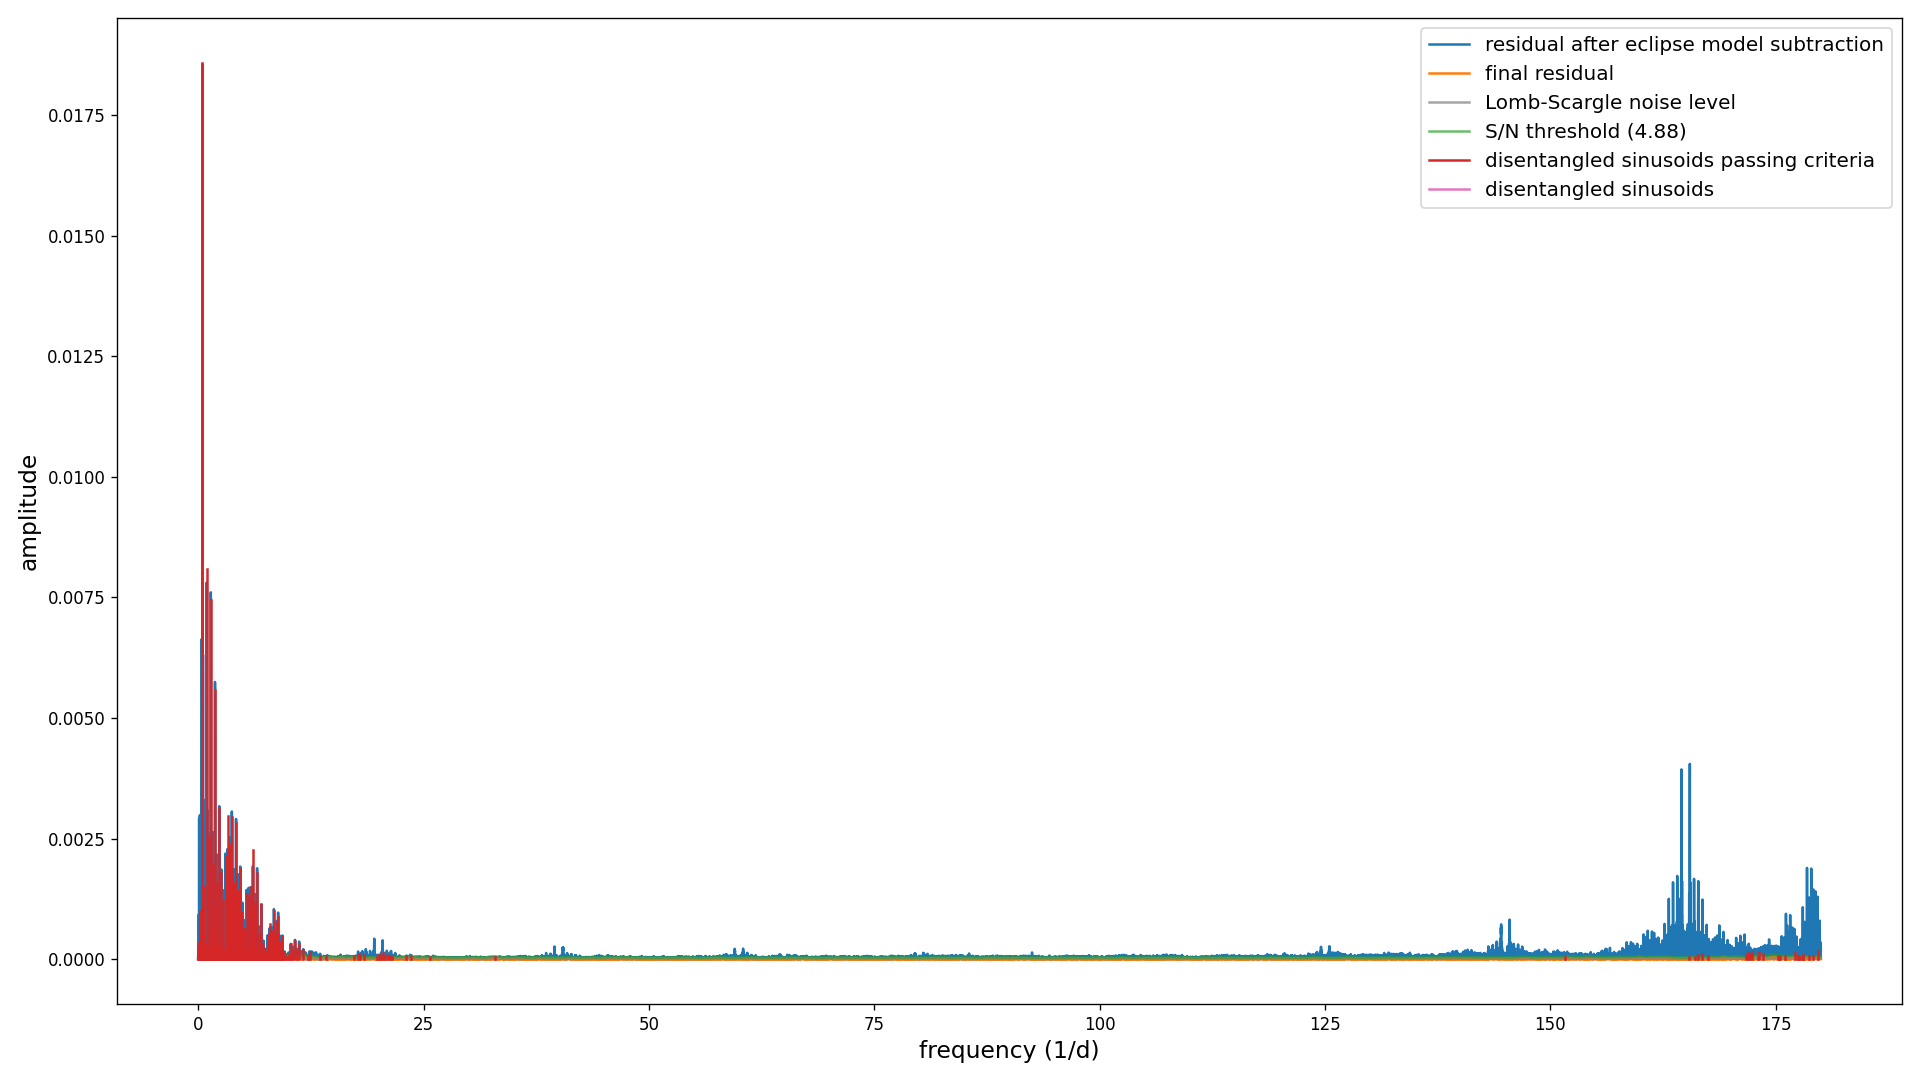 residual after eclipse model subtraction
final residual
Lomb-Scargle noise level
S/N threshold (4.88)
disentangled sinusoids passing criteria
disentangled sinusoids
0.0175
0.0150
0.0125
0.0100
0.0075
0.0050
0.0025
0.0000
amplitude
0 25 50 75 100 125 150 175
frequency (1/d)